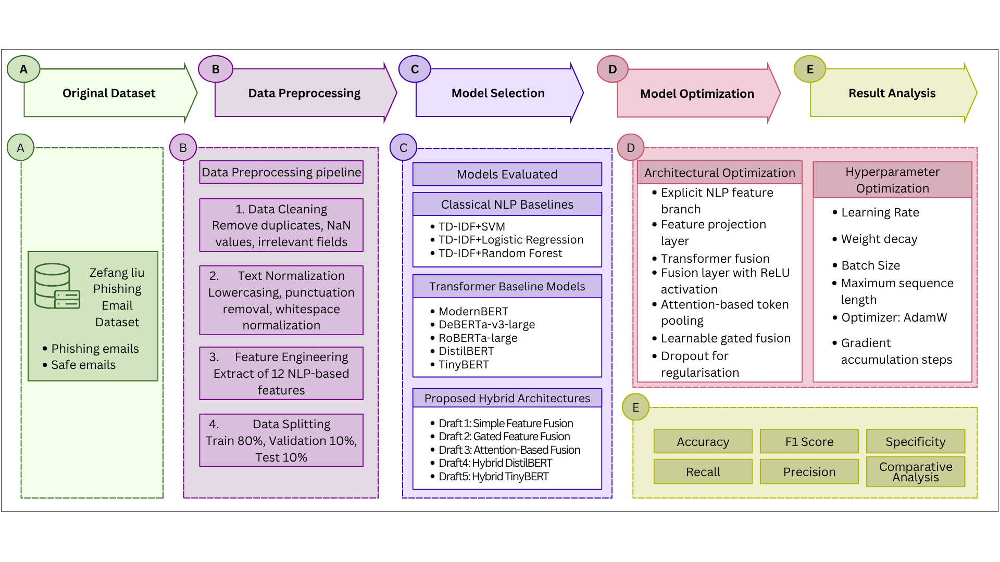 A
Original Dataset
B
Data Preprocessing
C
Model Selection
D
Model Optimization
E
Result Analysis
A
Zefang liu
Phishing
Email
Dataset
• Phishing emails
• Safe emails
B
Data Preprocessing pipeline
1. Data Cleaning
Remove duplicates, NaN
values, irrelevant fields
2. Text Normalization
Lowercasing, punctuation
removal, whitespace
normalization
3. Feature Engineering
Extract of 12 NLP-based
features
4. Data Splitting
Train 80%, Validation 10%,
Test 10%
C
Models Evaluated
Classical NLP Baselines
• TD-IDF+SVM
• TD-IDF+Logistic Regression
• TD-IDF+Random Forest
Transformer Baseline Models
• ModernBERT
• DeBERTa-v3-large
• RoBERTa-large
• DistilBERT
• TinyBERT
Proposed Hybrid Architectures
• Draft 1: Simple Feature Fusion
• Draft 2: Gated Feature Fusion
• Draft 3: Attention-Based Fusion
• Draft4: Hybrid DistilBERT
• Draft5: Hybrid TinyBERT
D
Architectural Optimization
• Explicit NLP feature
branch
• Feature projection
layer
• Transformer fusion
• Fusion layer with ReLU
activation
• Attention-based token
pooling
• Learnable gated fusion
• Dropout for
regularisation
Hyperparameter
Optimization
• Learning Rate
• Weight decay
• Batch Size
• Maximum sequence
length
• Optimizer: AdamW
• Gradient
accumulation steps
E
Accuracy
F1 Score
Specificity
Recall
Precision
Comparative
Analysis